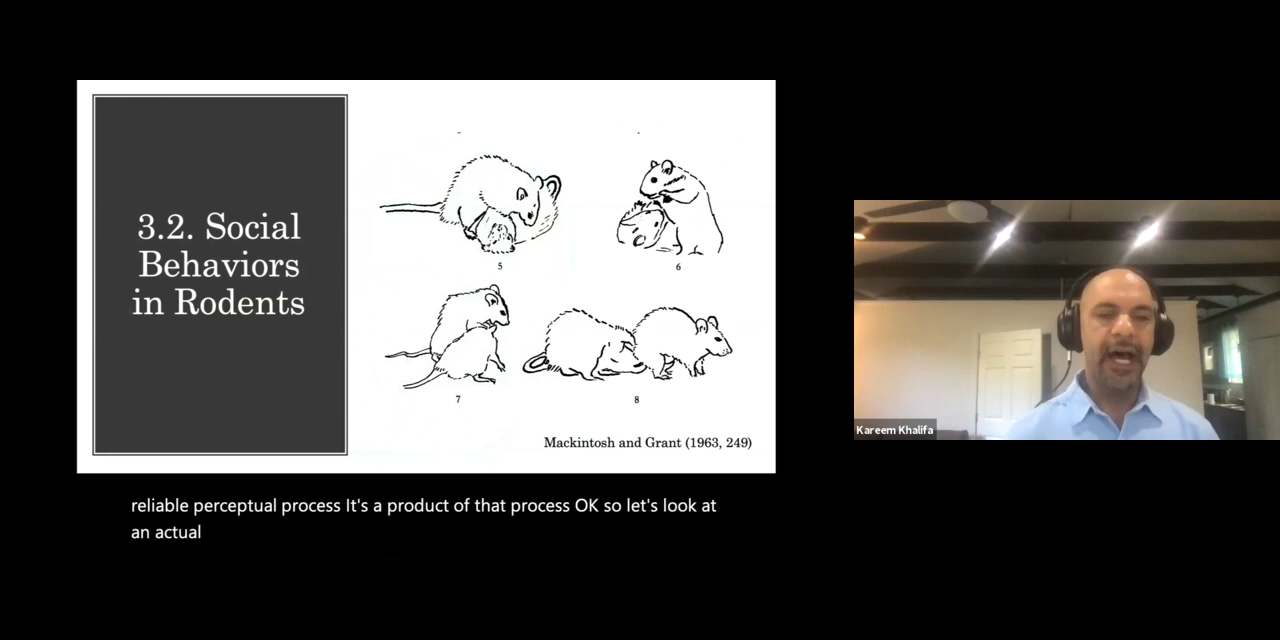 3.2. Social
Behaviors
in Rodents
5
6
7
8
Mackintosh and Grant (1963, 249)
Kareem Khalifa
reliable perceptual process It's a product of that process OK so let's look at
an actual